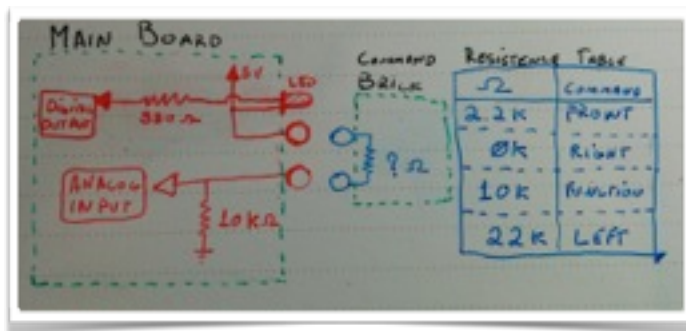 MAIN BOARD
5V
LED
DIGITAL
OUTPUT
330Ω
ANALOG
INPUT
10KΩ
COMMAND
BRICK
? Ω
RESISTENCE TABLE
Ω COMMAND
2.2K FRONT
0K RIGHT
10K FUNCTION
22K LEFT